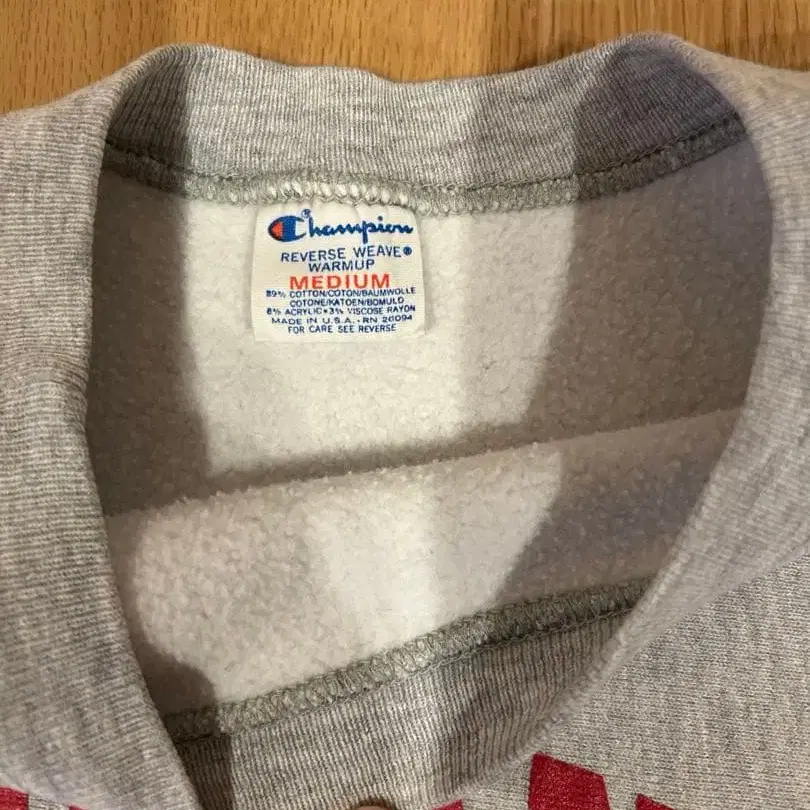 Champion®
REVERSE WEAVE®
WARMUP
MEDIUM
89% COTTON/COTON/BAUMWOLLE
COTONE/KATOEN/BOMULD
8% ACRYLIC•3% VISCOSE RAYON
MADE IN U.S.A.•RN 26094
FOR CARE SEE REVERSE